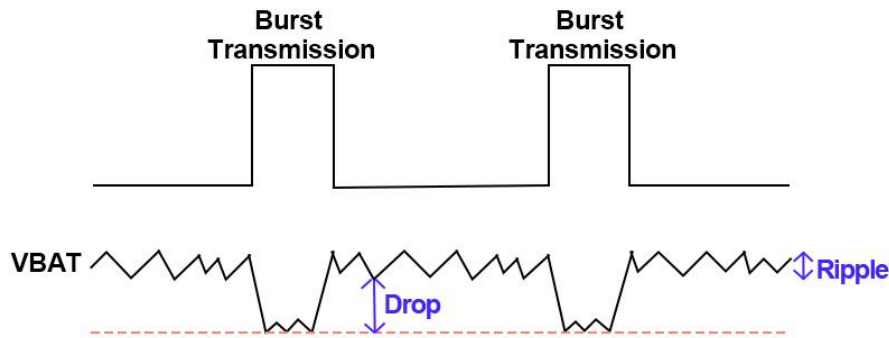 Burst
Transmission
Burst
Transmission
VBAT
Drop
Ripple